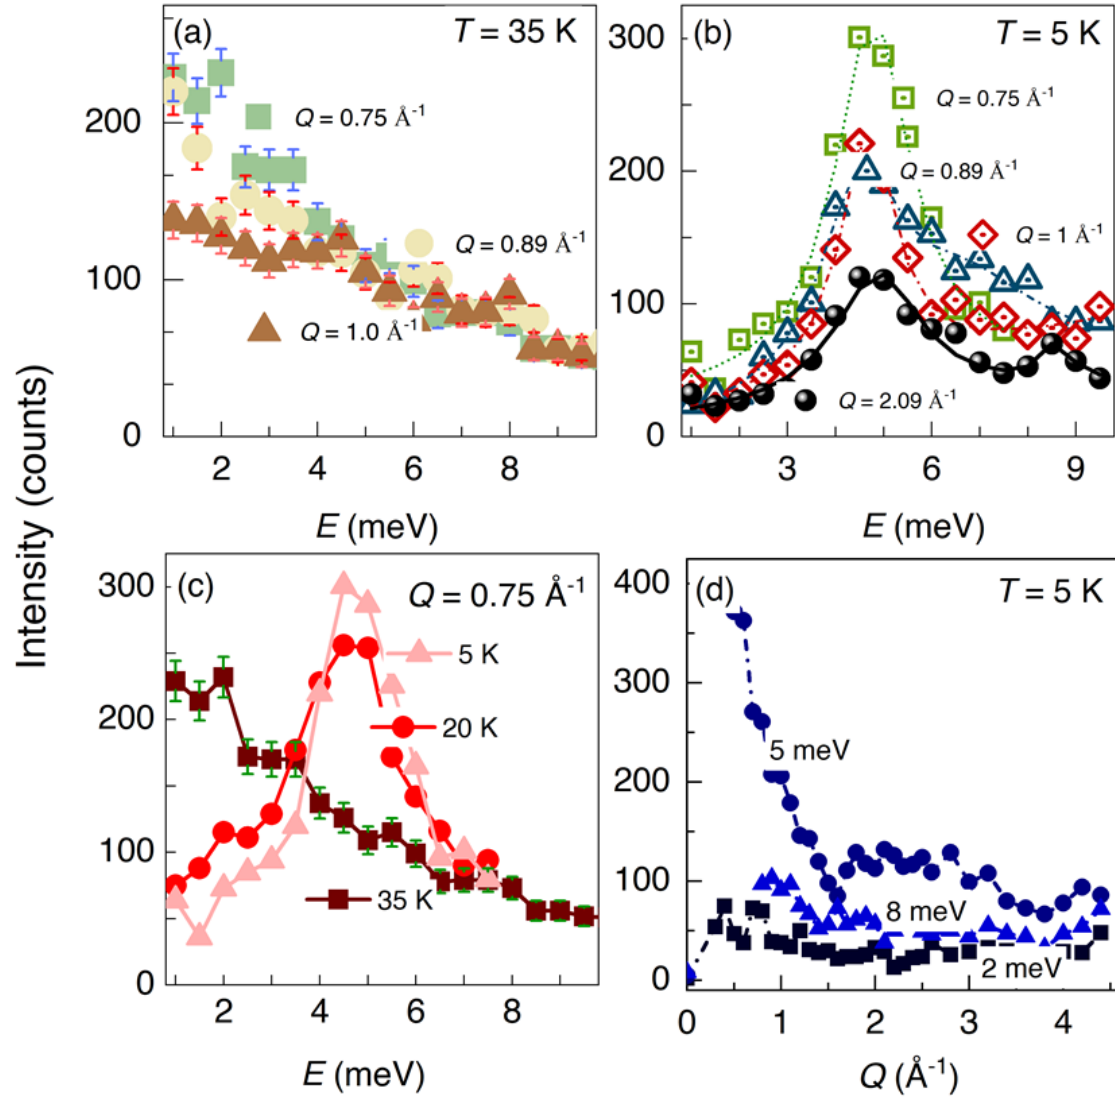 (a) T = 35 K
Q = 0.75 Å-1
Q = 0.89 Å-1
Q = 1.0 Å-1
200
100
0
2 4 6 8
E (meV)
(b) T = 5 K
Q = 0.75 Å-1
Q = 0.89 Å-1
Q = 1 Å-1
Q = 2.09 Å-1
300
200
100
0
3 6 9
E (meV)
Intensity (counts)
(c) Q = 0.75 Å-1
5 K
20 K
35 K
300
200
100
0
2 4 6 8
E (meV)
(d) T = 5 K
5 meV
8 meV
2 meV
400
300
200
100
0
0 1 2 3 4
Q (Å-1)